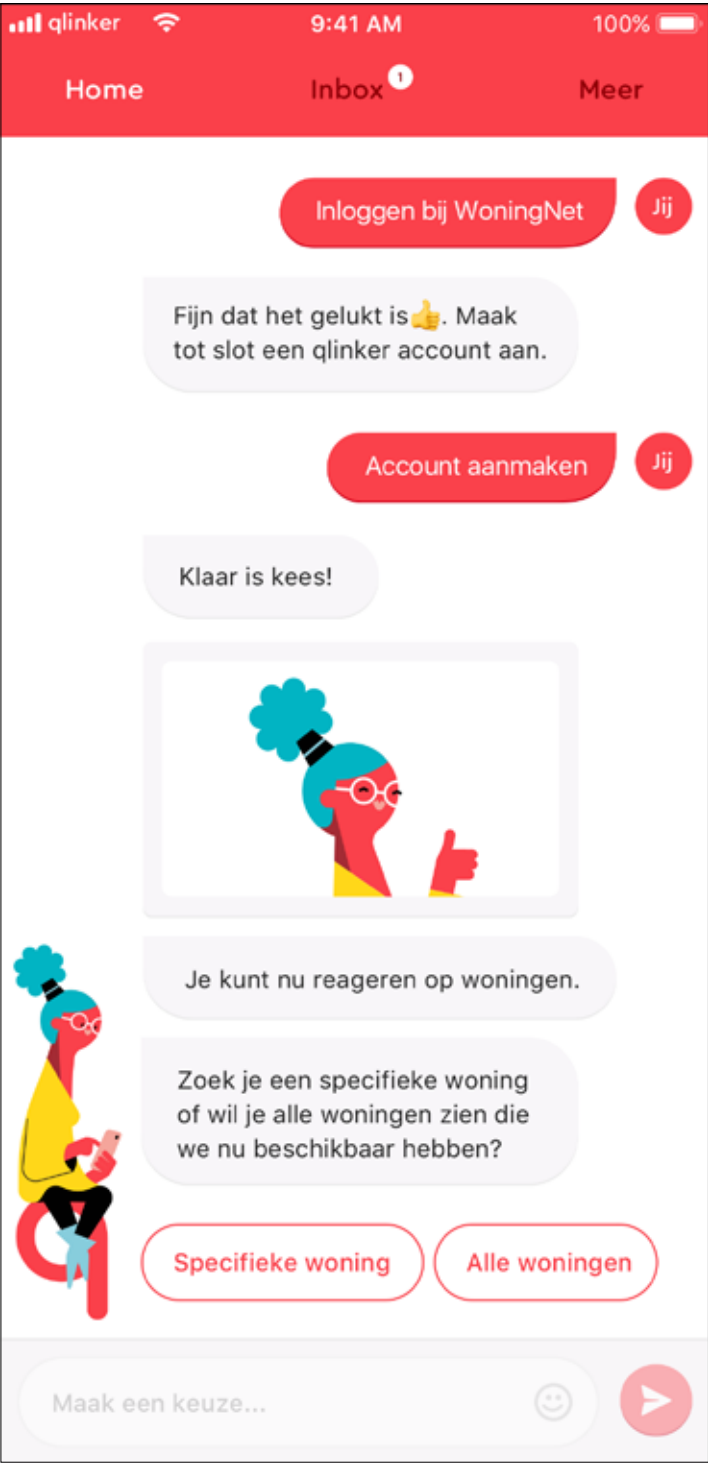 qlinker 9:41 AM 100%
Home Inbox 1 Meer
Inloggen bij WoningNet Jij
Fijn dat het gelukt is👍. Maak
tot slot een qlinker account aan.
Account aanmaken Jij
Klaar is kees!
Je kunt nu reageren op woningen.
Zoek je een specifieke woning
of wil je alle woningen zien die
we nu beschikbaar hebben?
Specifieke woning Alle woningen
Maak een keuze...